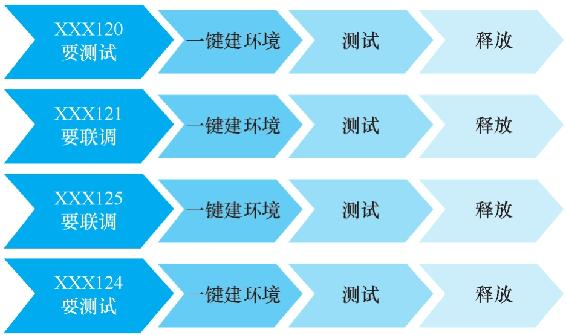 XXX120
要测试
一键建环境
测试
释放
XXX121
要联调
一键建环境
测试
释放
XXX125
要联调
一键建环境
测试
释放
XXX124
要测试
一键建环境
测试
释放